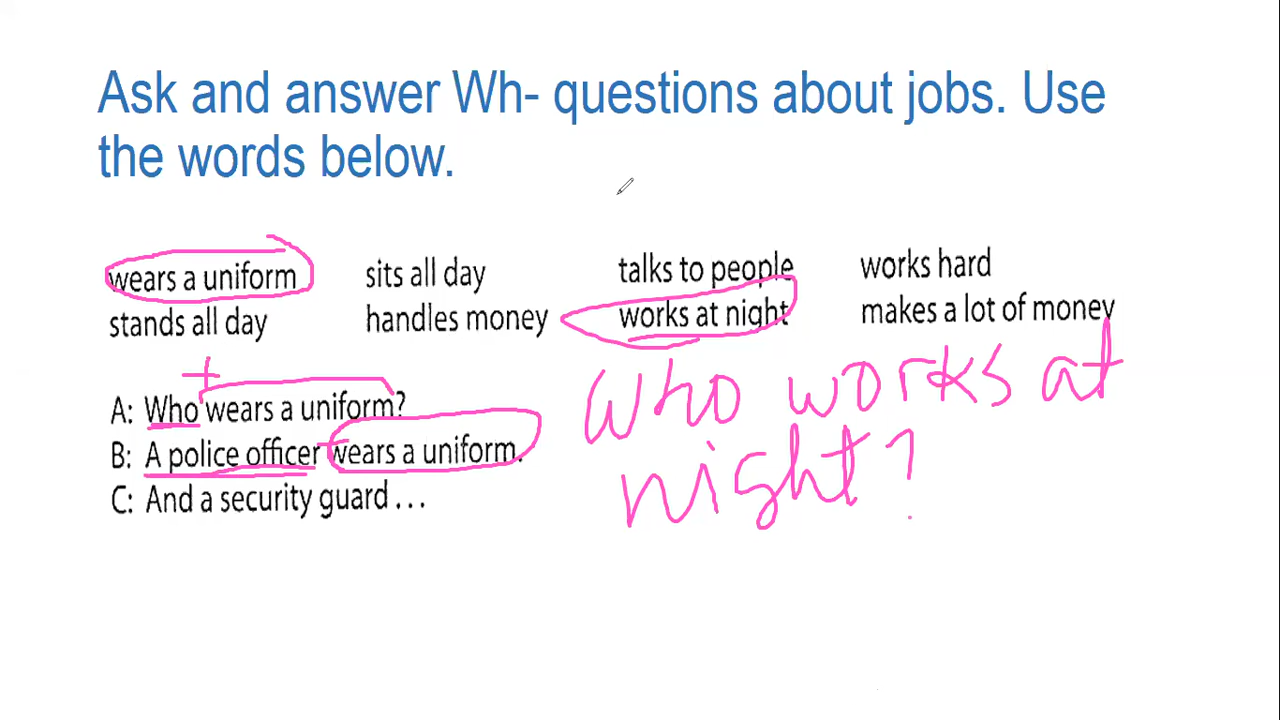 Ask and answer Wh- questions about jobs. Use
the words below.
wears a uniform sits all day talks to people works hard
stands all day handles money works at night makes a lot of money
A: Who wears a uniform?
B: A police officer wears a uniform.
C: And a security guard . . .
who works at
night?